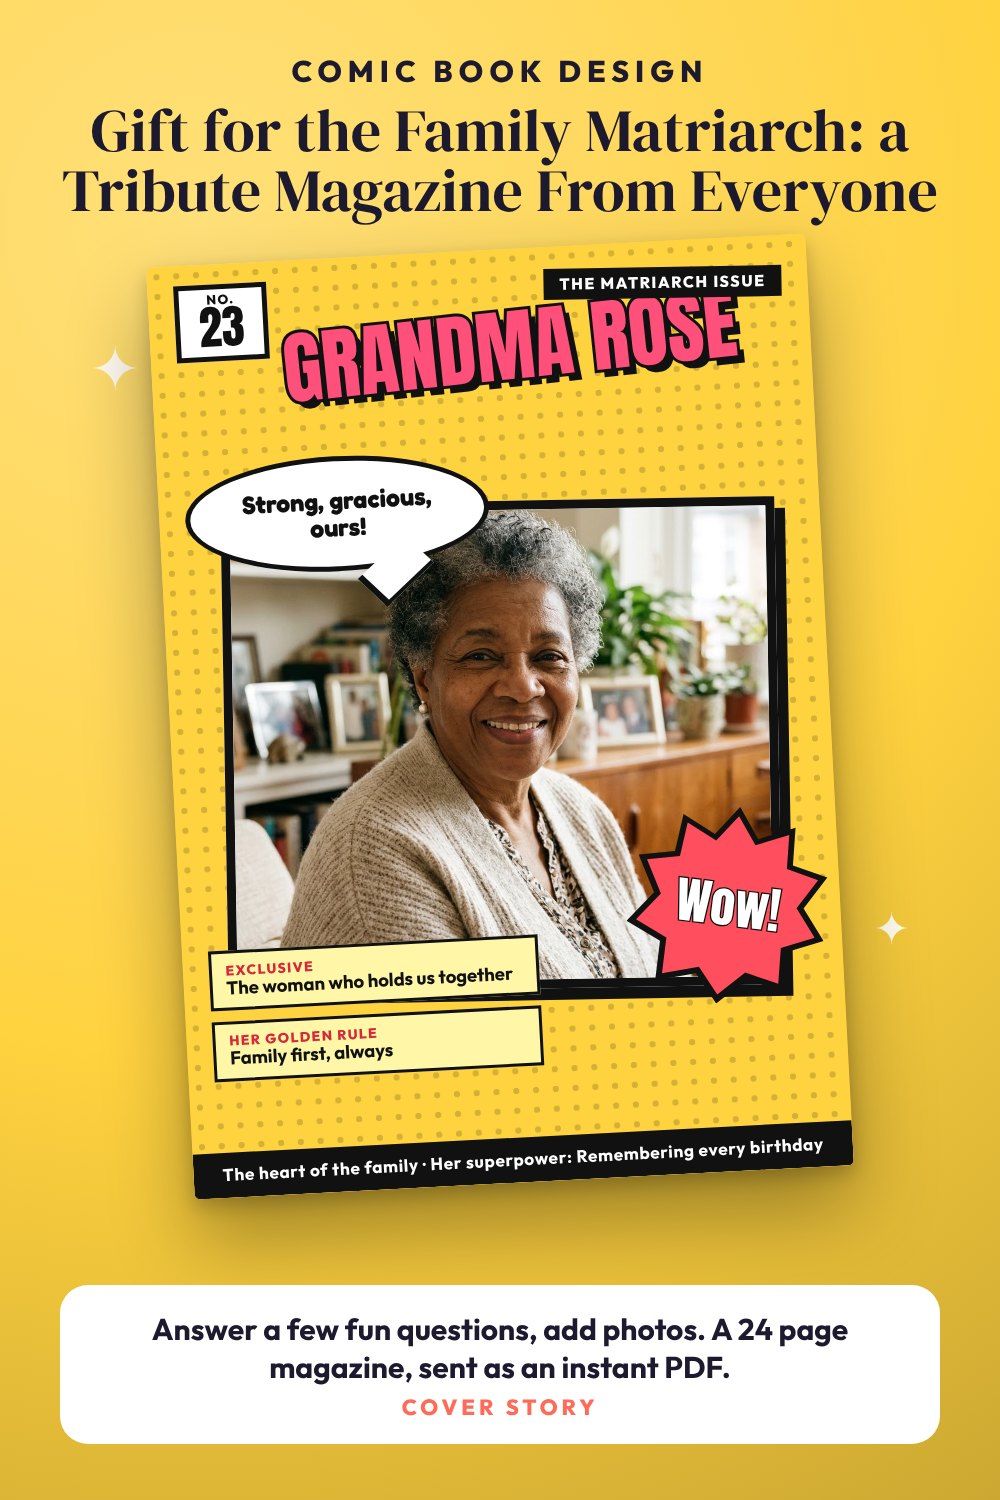 COMIC BOOK DESIGN
Gift for the Family Matriarch: a
Tribute Magazine From Everyone
THE MATRIARCH ISSUE
NO.
23
GRANDMA ROSE
Strong, gracious,
ours!
Wow!
EXCLUSIVE
The woman who holds us together
HER GOLDEN RULE
Family first, always
The heart of the family · Her superpower: Remembering every birthday
Answer a few fun questions, add photos. A 24 page
magazine, sent as an instant PDF.
COVER STORY